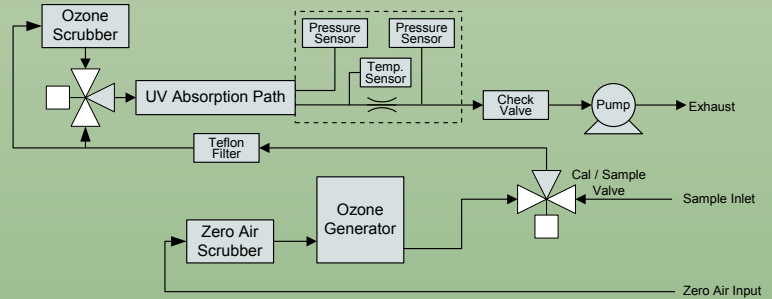 Ozone
Scrubber
Pressure
Sensor
Pressure
Sensor
Temp.
Sensor
UV Absorption Path
Check
Valve
Pump
Exhaust
Teflon
Filter
Cal / Sample
Valve
Sample Inlet
Ozone
Generator
Zero Air
Scrubber
Zero Air Input